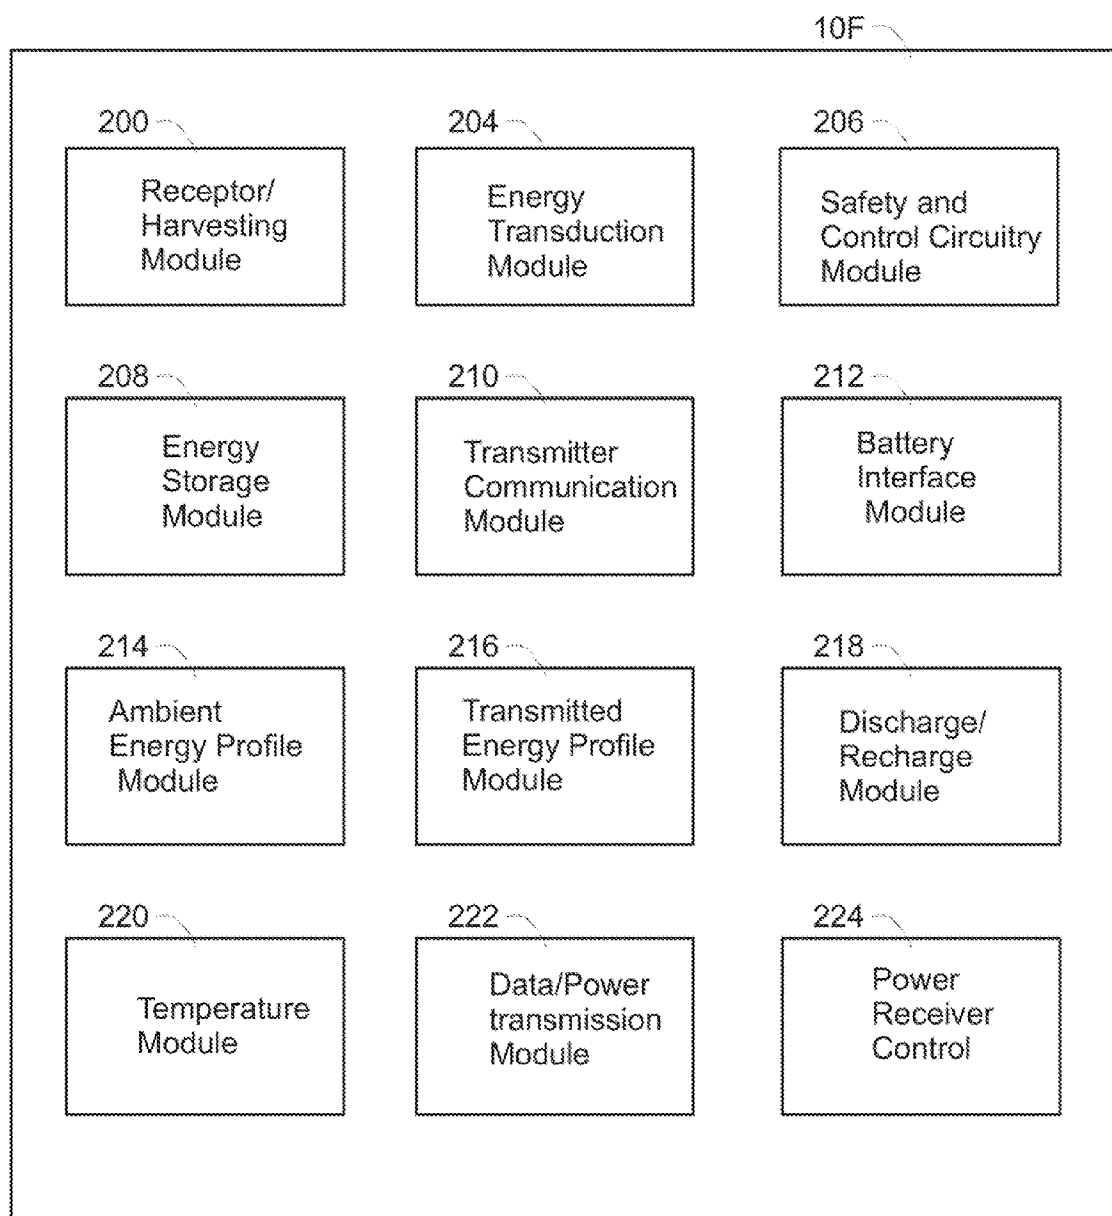 10F
200
Receptor/
Harvesting
Module
204
Energy
Transduction
Module
206
Safety and
Control Circuitry
Module
208
Energy
Storage
Module
210
Transmitter
Communication
Module
212
Battery
Interface
Module
214
Ambient
Energy Profile
Module
216
Transmitted
Energy Profile
Module
218
Discharge/
Recharge
Module
220
Temperature
Module
222
Data/Power
transmission
Module
224
Power
Receiver
Control